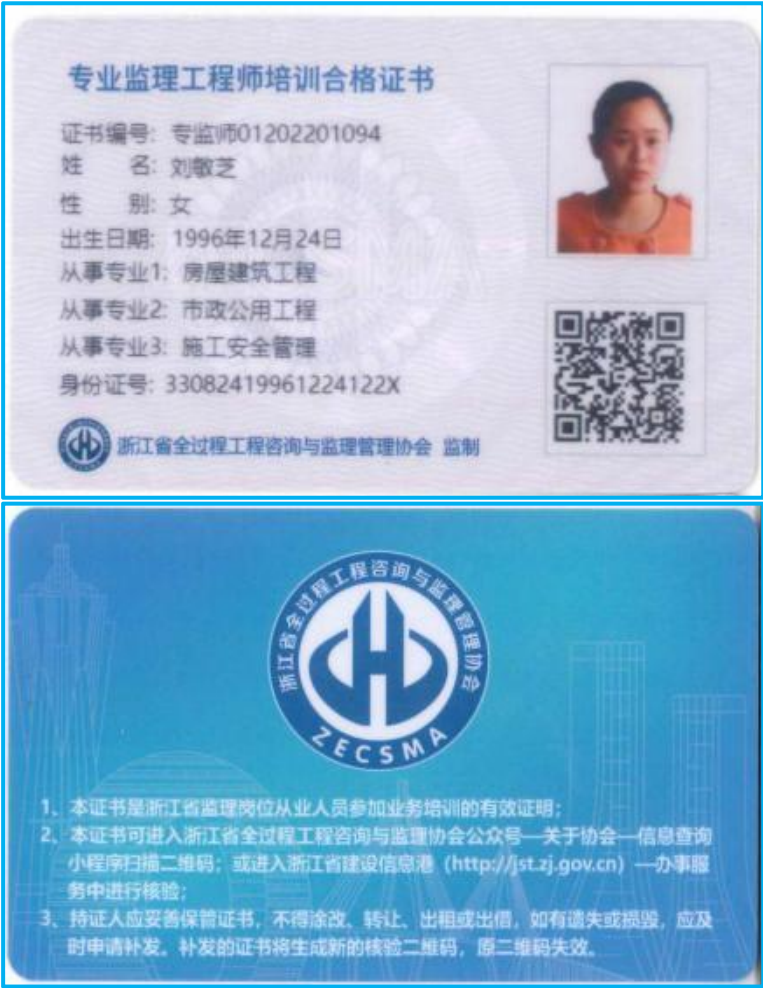 专业监理工程师培训合格证书
证书编号: 专监师01202201094
姓 名: 刘敏芝
性 别: 女
出生日期: 1996年12月24日
从事专业1: 房屋建筑工程
从事专业2: 市政公用工程
从事专业3: 施工安全管理
身份证号: 33082419961224122X
浙江省全过程工程咨询与监理管理协会 监制
浙江省全过程工程咨询与监理管理协会
ZECSMA
1、本证书是浙江省监理岗位从业人员参加业务培训的有效证明；
2、本证书可进入浙江省全过程工程咨询与监理协会公众号—关于协会—信息查询
小程序扫描二维码；或进入浙江省建设信息港（http://jst.zj.gov.cn）—办事服
务中进行核验；
3、持证人应妥善保管证书，不得涂改、转让、出租或出借，如有遗失或损毁，应及
时申请补发。补发的证书将生成新的核验二维码，原二维码失效。